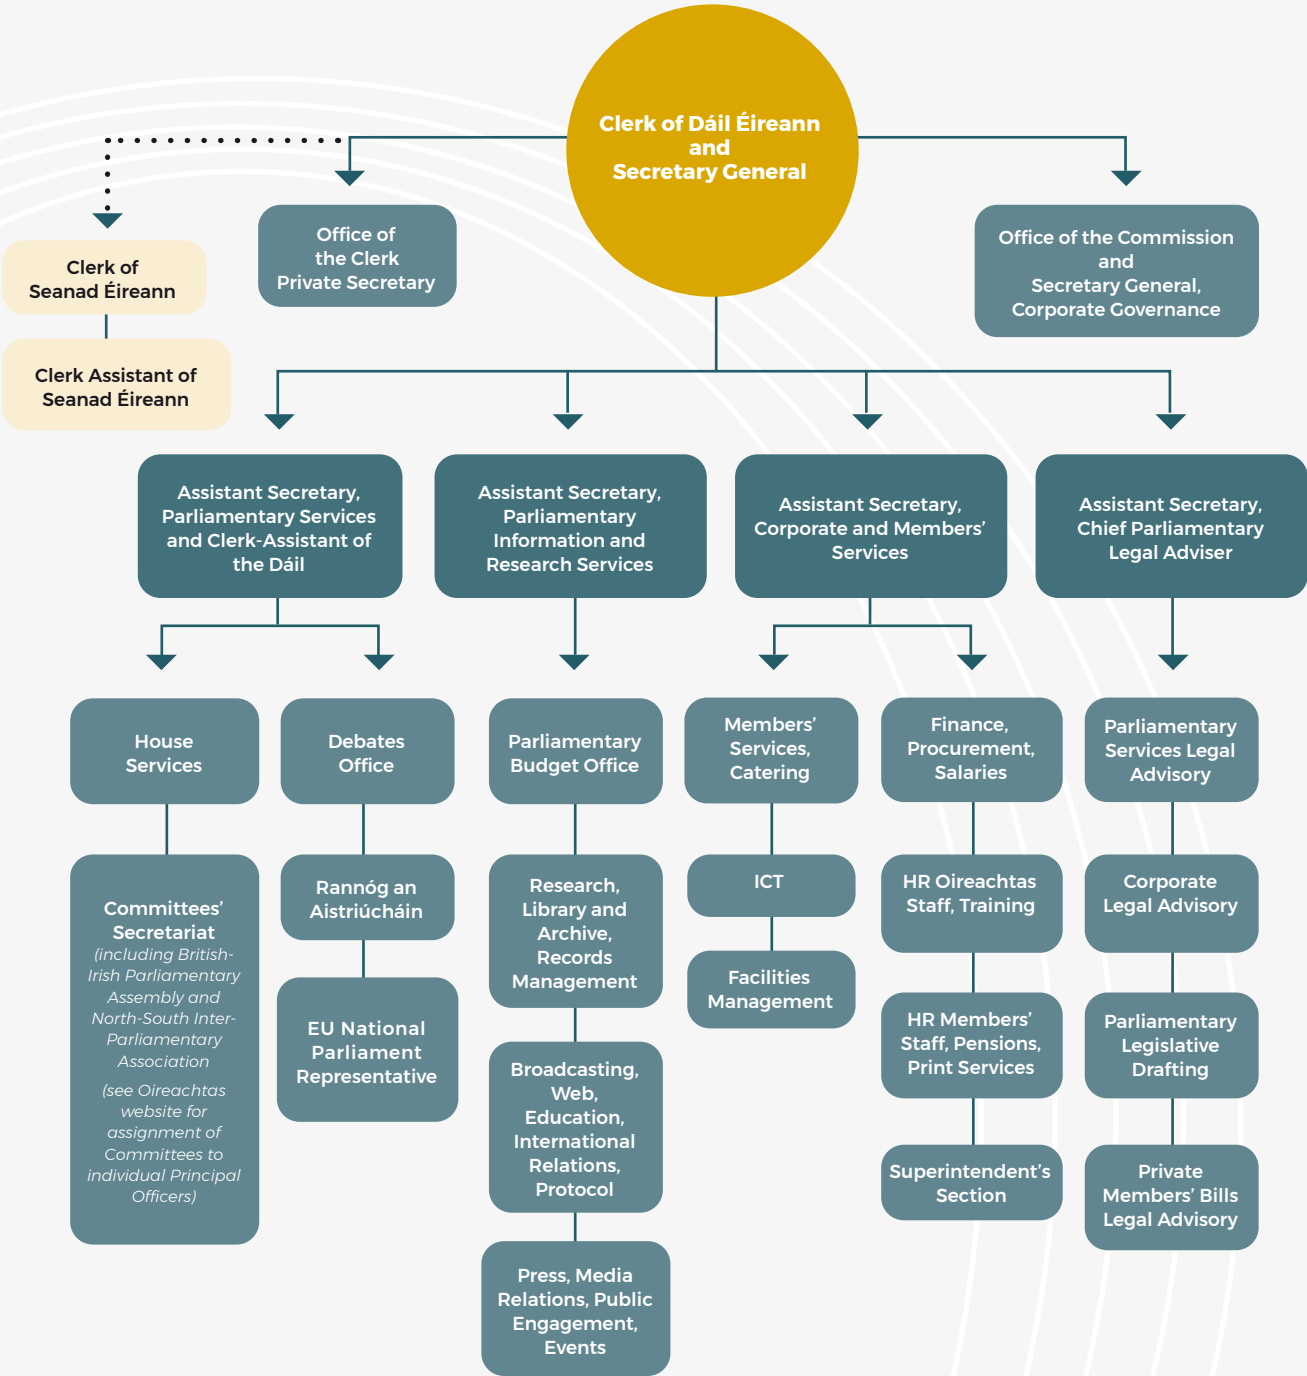 Clerk of Dáil Éireann
and
Secretary General
Office of
the Clerk
Private Secretary
Office of the Commission
and
Secretary General,
Corporate Governance
Clerk of
Seanad Éireann
Clerk Assistant of
Seanad Éireann
Assistant Secretary,
Parliamentary Services
and Clerk-Assistant of
the Dáil
Assistant Secretary,
Parliamentary
Information and
Research Services
Assistant Secretary,
Corporate and Members’
Services
Assistant Secretary,
Chief Parliamentary
Legal Adviser
House
Services
Committees’
Secretariat
(including British-
Irish Parliamentary
Assembly and
North-South Inter-
Parliamentary
Association
(see Oireachtas
website for
assignment of
Committees to
individual Principal
Officers)
Debates
Office
Rannóg an
Aistriúcháin
EU National
Parliament
Representative
Parliamentary
Budget Office
Research,
Library and
Archive,
Records
Management
Broadcasting,
Web,
Education,
International
Relations,
Protocol
Press, Media
Relations, Public
Engagement,
Events
Members’
Services,
Catering
ICT
Facilities
Management
Finance,
Procurement,
Salaries
HR Oireachtas
Staff, Training
HR Members’
Staff, Pensions,
Print Services
Superintendent’s
Section
Parliamentary
Services Legal
Advisory
Corporate
Legal Advisory
Parliamentary
Legislative
Drafting
Private
Members’ Bills
Legal Advisory